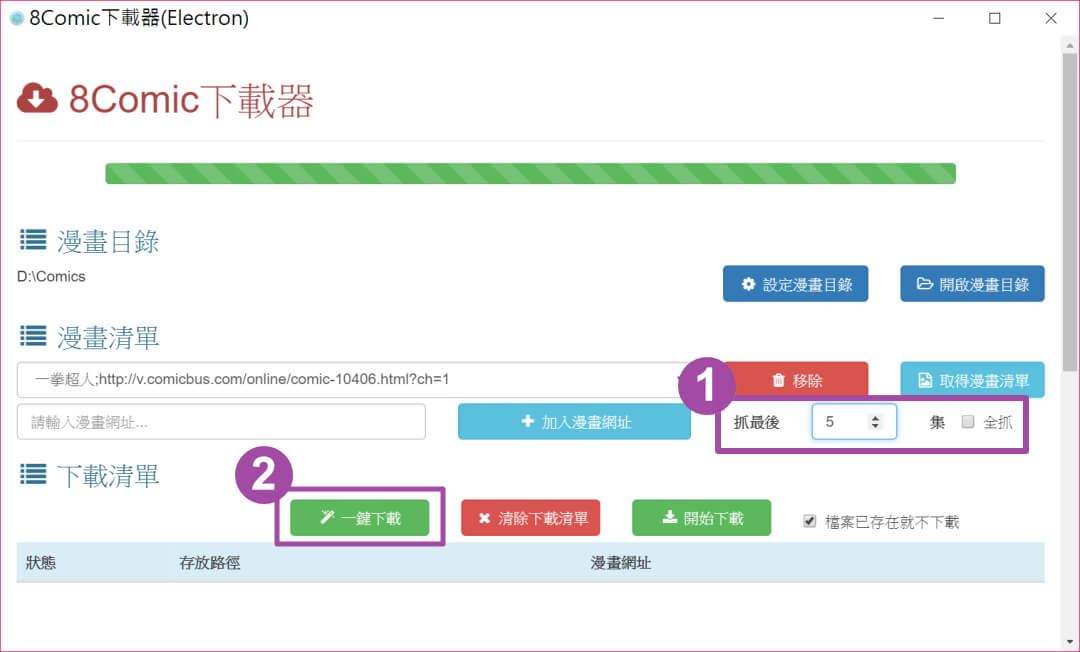 8Comic下載器(Electron)
8Comic下載器
漫畫目錄
D:\Comics
設定漫畫目錄
開啟漫畫目錄
漫畫清單
一拳超人;http://v.comicbus.com/online/comic-10406.html?ch=1
1
移除
取得漫畫清單
請輸入漫畫網址...
加入漫畫網址
抓最後 5 集 全抓
下載清單
2
一鍵下載
清除下載清單
開始下載
檔案已存在就不下載
狀態 存放路徑 漫畫網址